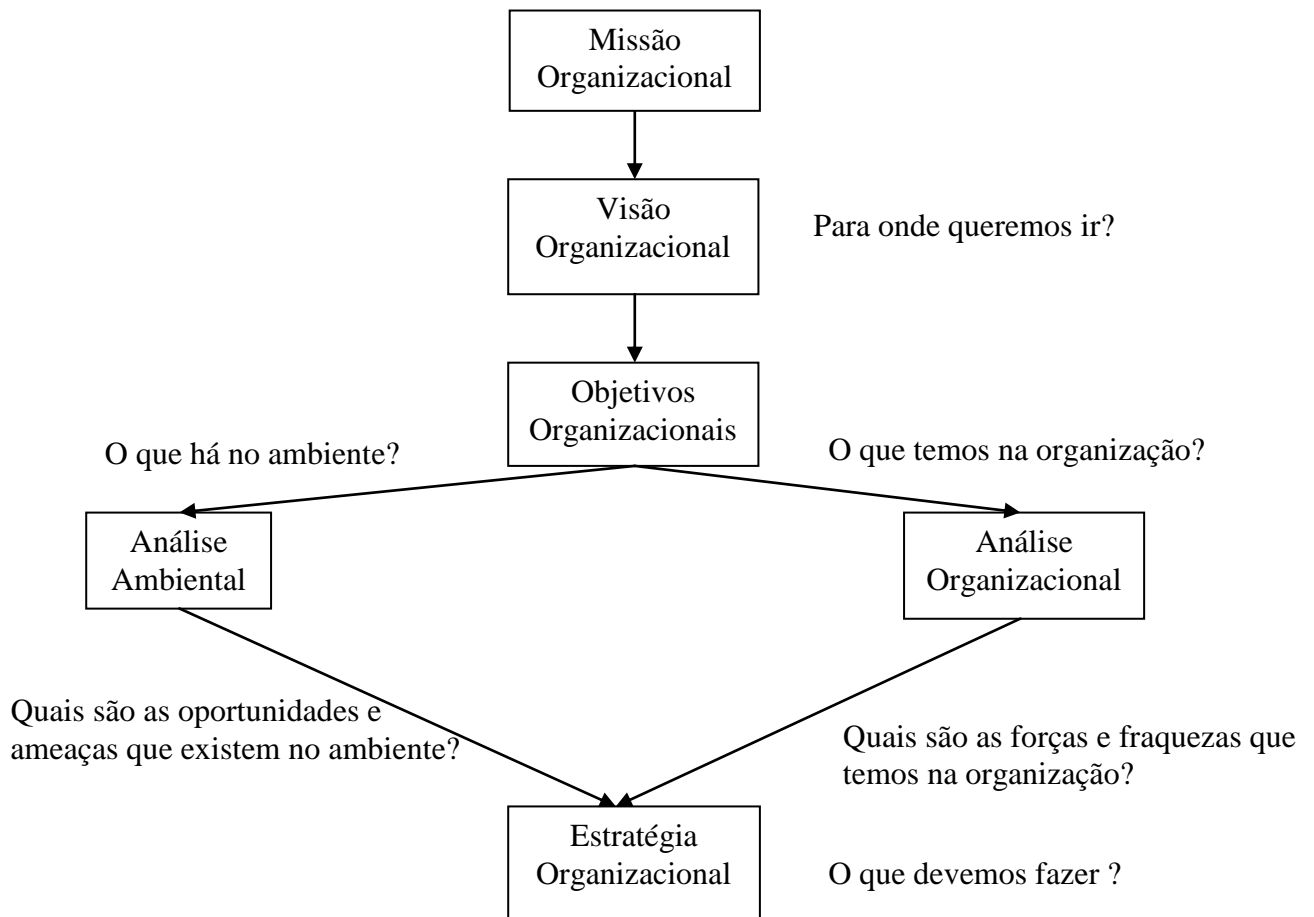 Missão
Organizacional
Visão
Organizacional
Para onde queremos ir?
Objetivos
Organizacionais
O que há no ambiente?
O que temos na organização?
Análise
Ambiental
Análise
Organizacional
Quais são as oportunidades e
ameaças que existem no ambiente?
Quais são as forças e fraquezas que
temos na organização?
Estratégia
Organizacional
O que devemos fazer ?